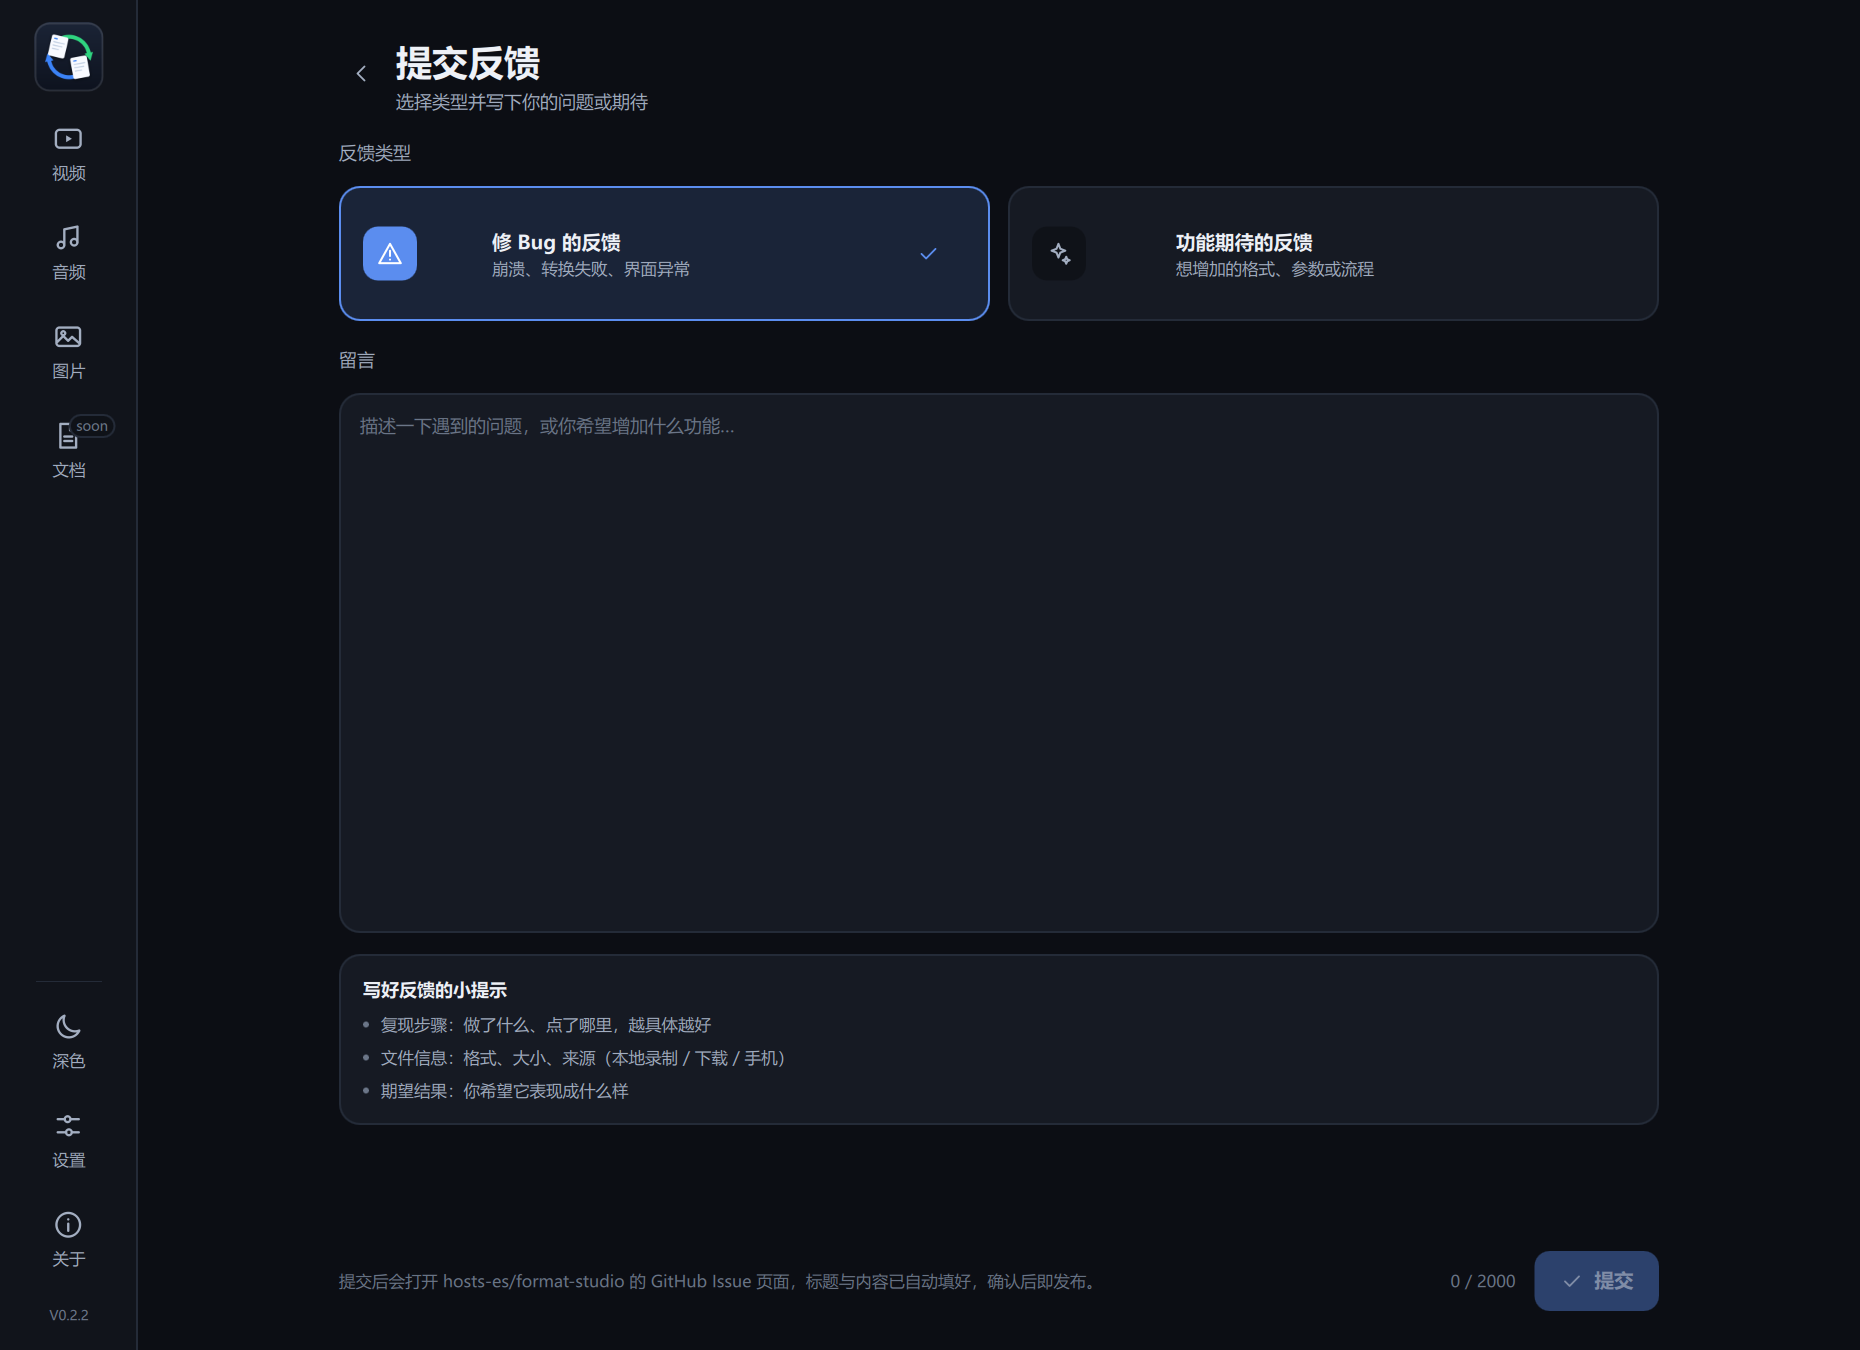 视频
音频
图片
soon
文档
深色
设置
关于
V0.2.2
提交反馈
选择类型并写下你的问题或期待
反馈类型
修 Bug 的反馈
崩溃、转换失败、界面异常
功能期待的反馈
想增加的格式、参数或流程
留言
描述一下遇到的问题，或你希望增加什么功能...
写好反馈的小提示
• 复现步骤：做了什么、点了哪里，越具体越好
• 文件信息：格式、大小、来源（本地录制 / 下载 / 手机）
• 期望结果：你希望它表现成什么样
提交后会打开 hosts-es/format-studio 的 GitHub Issue 页面，标题与内容已自动填好，确认后即发布。
0 / 2000
提交